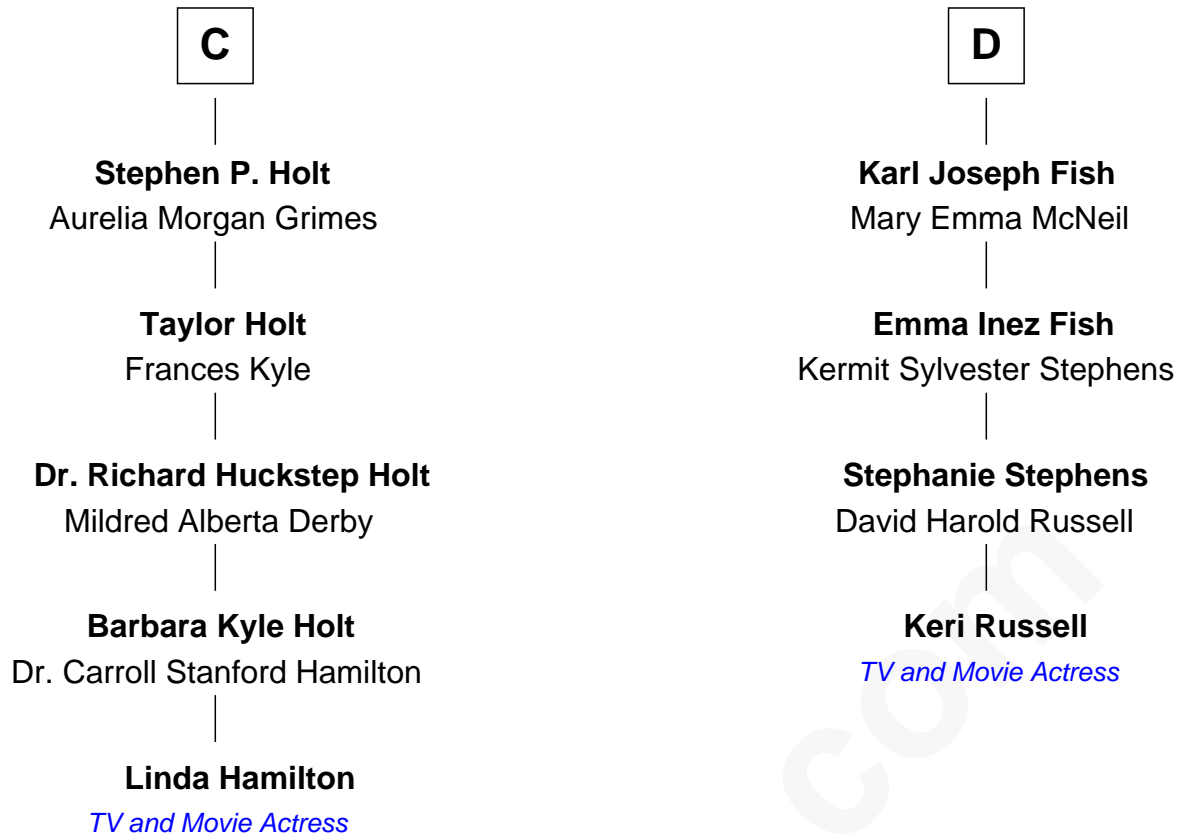 C
Stephen P. Holt
Aurelia Morgan Grimes
Taylor Holt
Frances Kyle
Dr. Richard Huckstep Holt
Mildred Alberta Derby
Barbara Kyle Holt
Dr. Carroll Stanford Hamilton
Linda Hamilton
TV and Movie Actress
D
Karl Joseph Fish
Mary Emma McNeil
Emma Inez Fish
Kermit Sylvester Stephens
Stephanie Stephens
David Harold Russell
Keri Russell
TV and Movie Actress
com